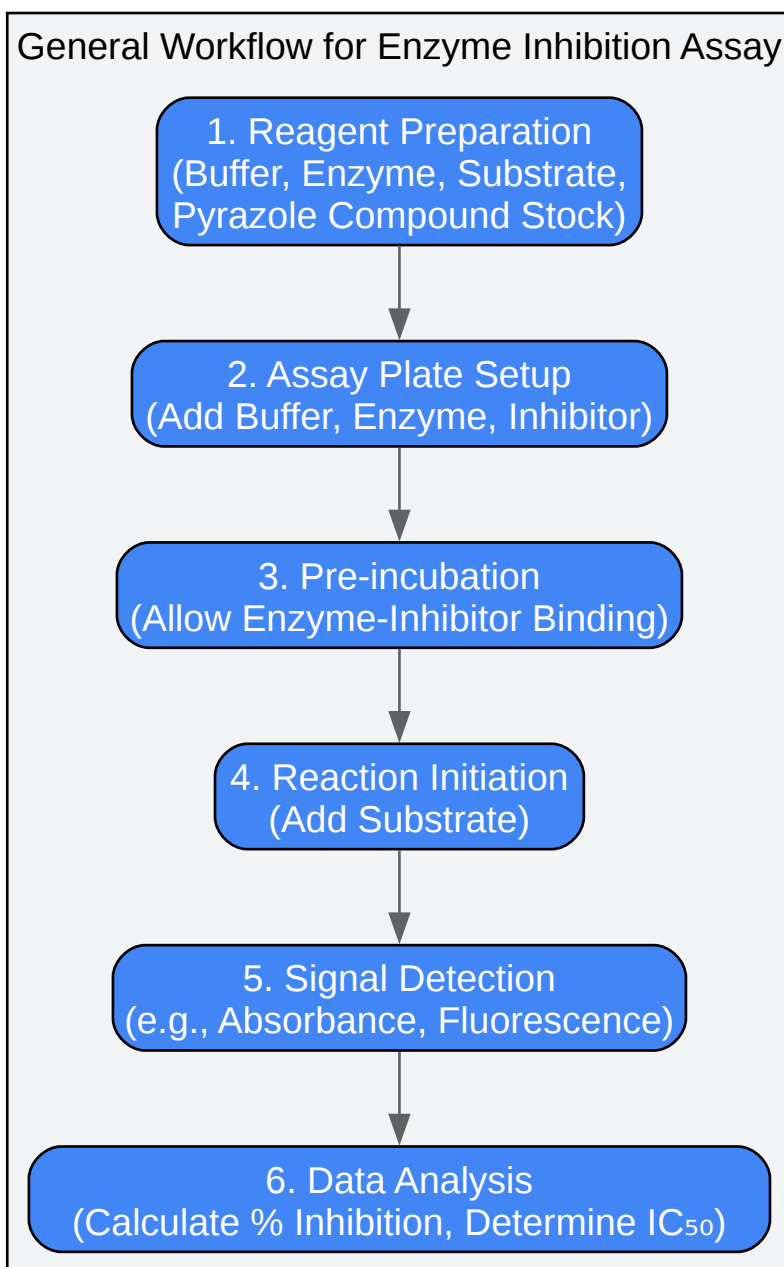 General Workflow for Enzyme Inhibition Assay
1. Reagent Preparation
(Buffer, Enzyme, Substrate,
Pyrazole Compound Stock)
2. Assay Plate Setup
(Add Buffer, Enzyme, Inhibitor)
3. Pre-incubation
(Allow Enzyme-Inhibitor Binding)
4. Reaction Initiation
(Add Substrate)
5. Signal Detection
(e.g., Absorbance, Fluorescence)
6. Data Analysis
(Calculate % Inhibition, Determine IC₅₀)